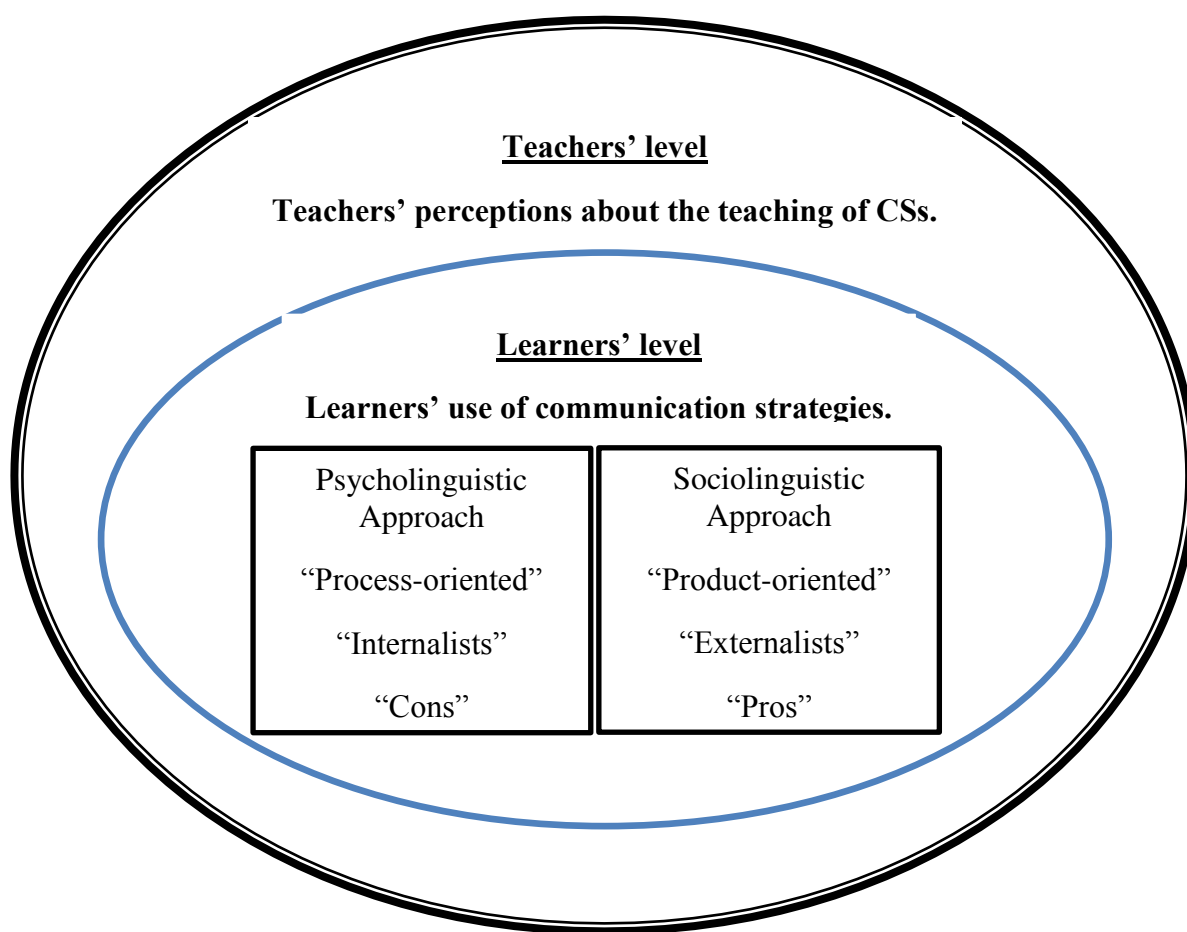 Teachers’ level
Teachers’ perceptions about the teaching of CSs.
Learners’ level
Learners’ use of communication strategies.
Psycholinguistic
Approach
“Process-oriented”
“Internalists”
“Cons”
Sociolinguistic
Approach
“Product-oriented”
“Externalists”
“Pros”